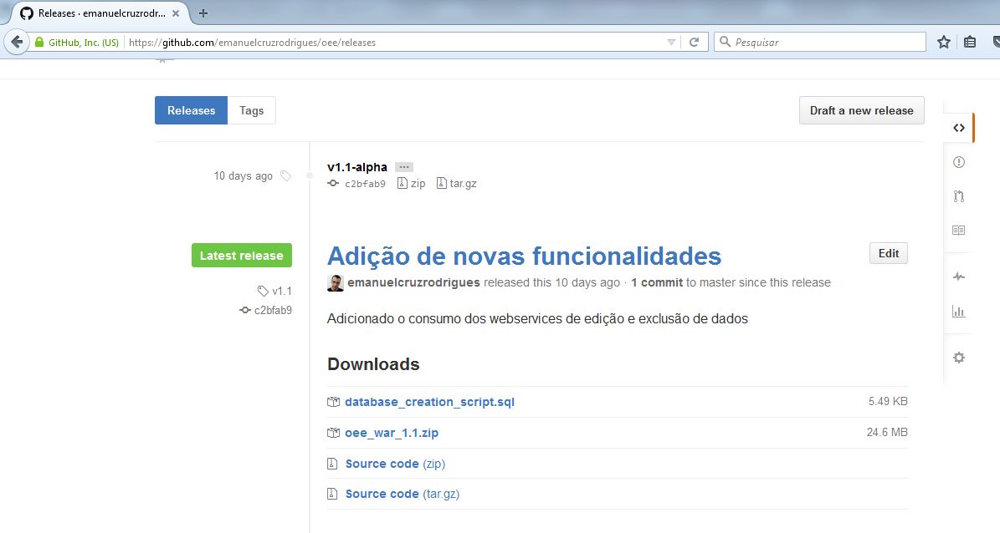 Releases · emanuelcruzrodr...
GitHub, Inc. (US) https://github.com/emanuelcruzrodrigues/oee/releases Pesquisar
Releases Tags Draft a new release
10 days ago v1.1-alpha ...
c2bfab9 zip tar.gz
Latest release Adição de novas funcionalidades Edit
emanuelcruzrodrigues released this 10 days ago · 1 commit to master since this release
v1.1
c2bfab9
Adicionado o consumo dos webservices de edição e exclusão de dados
Downloads
database_creation_script.sql 5.49 KB
oee_war_1.1.zip 24.6 MB
Source code (zip)
Source code (tar.gz)